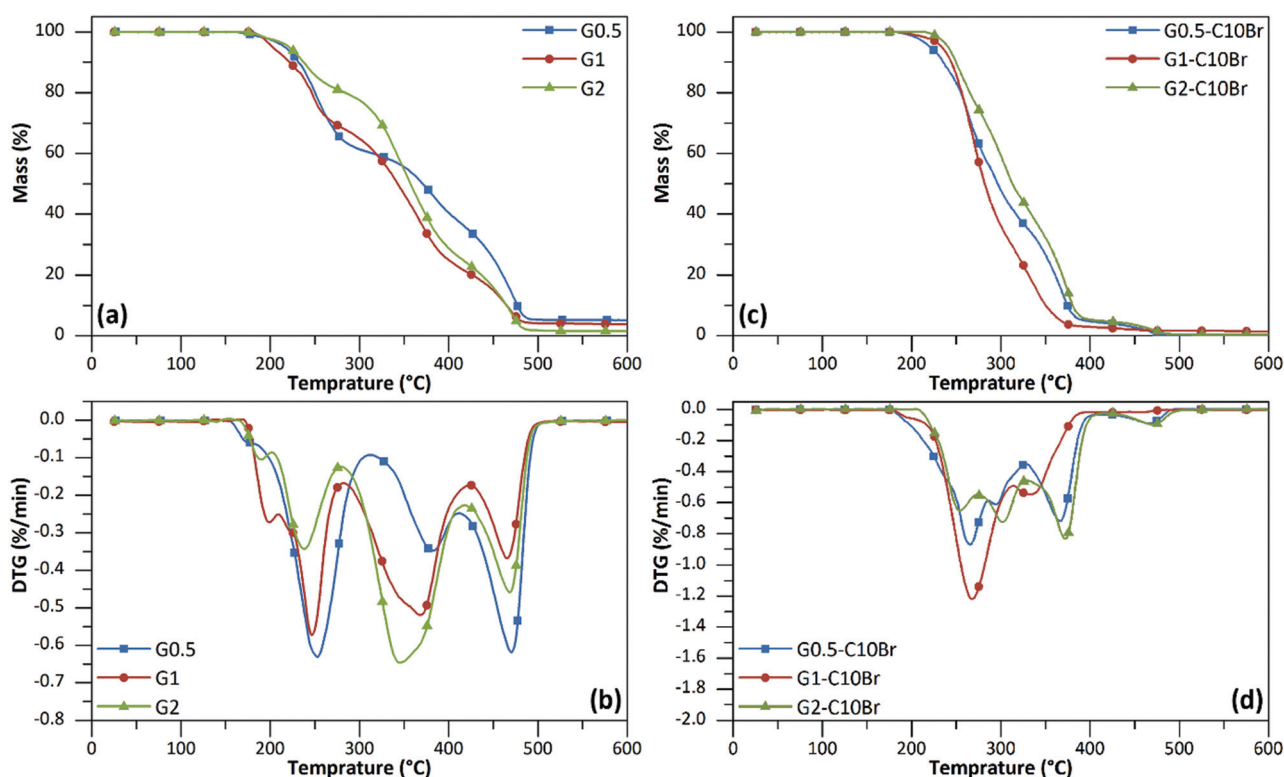 100
80
60
40
20
0
Mass (%)
G0.5
G1
G2
(a)
0 100 200 300 400 500 600
Temprature (°C)
0.0
-0.1
-0.2
-0.3
-0.4
-0.5
-0.6
-0.7
-0.8
DTG (%/min)
G0.5
G1
G2
(b)
0 100 200 300 400 500 600
Temprature (°C)
100
80
60
40
20
0
Mass (%)
G0.5-C10Br
G1-C10Br
G2-C10Br
(c)
0 100 200 300 400 500 600
Temprature (°C)
0.0
-0.2
-0.4
-0.6
-0.8
-1.0
-1.2
-1.4
-1.6
-1.8
-2.0
DTG (%/min)
G0.5-C10Br
G1-C10Br
G2-C10Br
(d)
0 100 200 300 400 500 600
Temprature (°C)